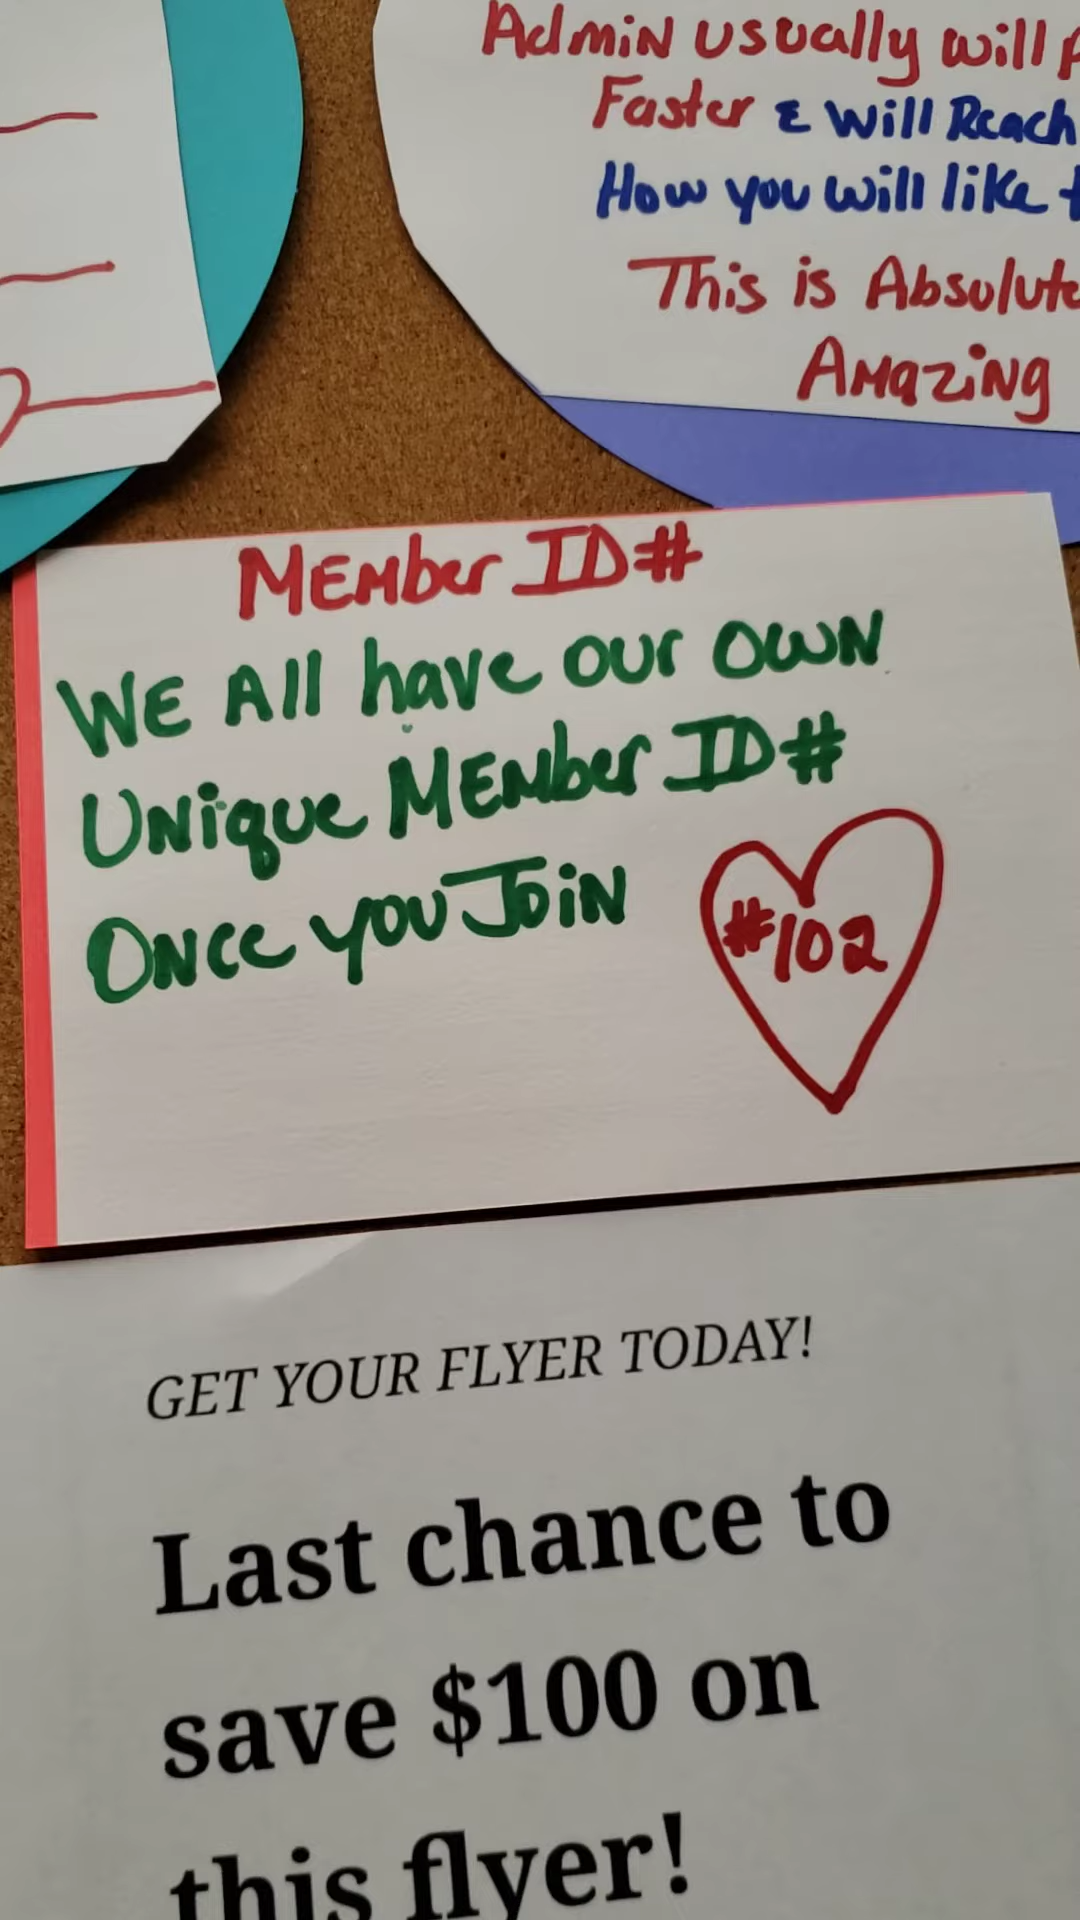 Admin usually will
Faster & will Reach
How you will like
This is
Amazing
Member ID#
WE All have our OWN
Unique Member ID#
Once you Join
#102
GET YOUR FLYER TODAY!
Last chance to
save $100 on
this flyer!